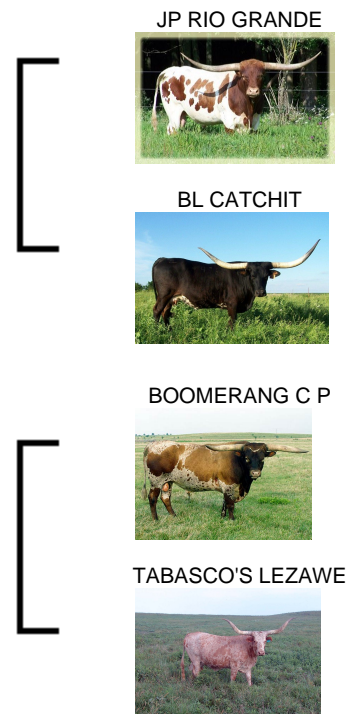 JP RIO GRANDE
BL CATCHIT
BOOMERANG C P
TABASCO'S LEZAWE